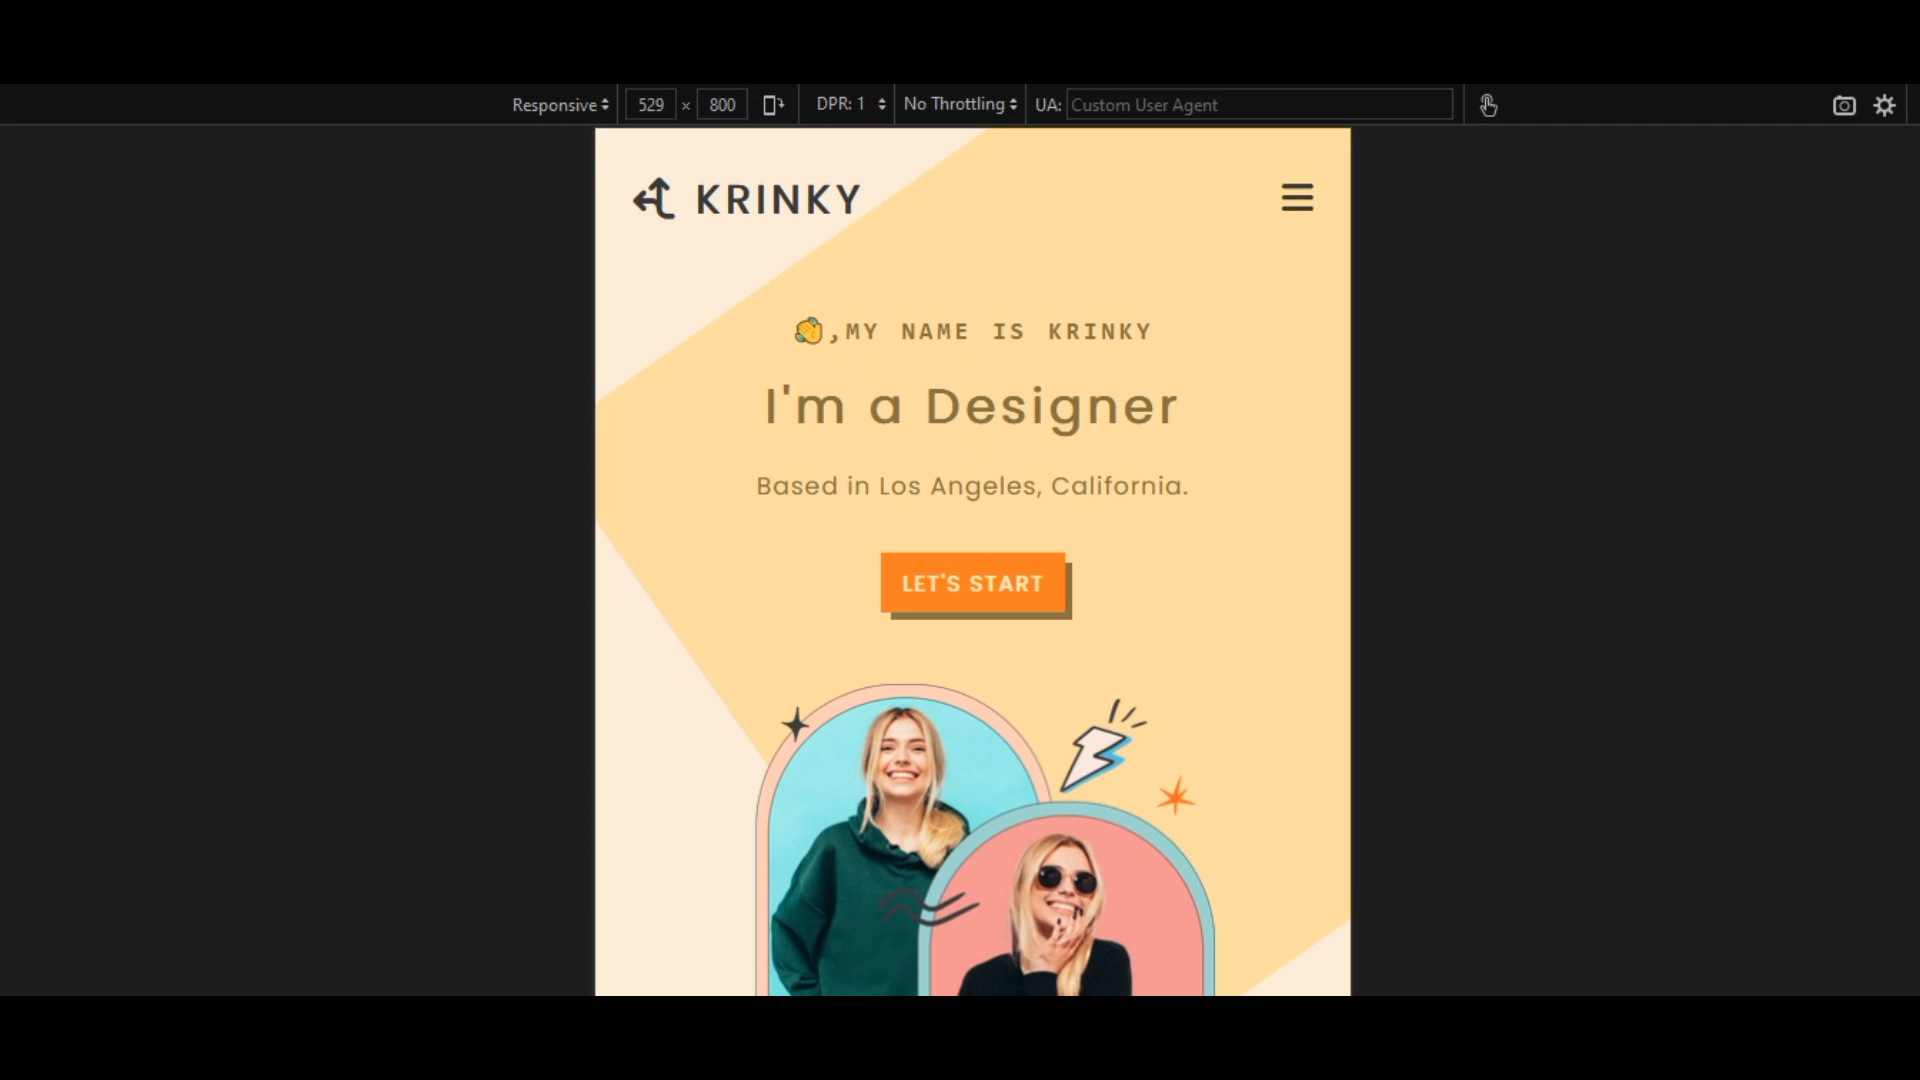 Responsive 529 × 800 DPR: 1 No Throttling UA: Custom User Agent
KRINKY
👏,MY NAME IS KRINKY
I'm a Designer
Based in Los Angeles, California.
LET'S START